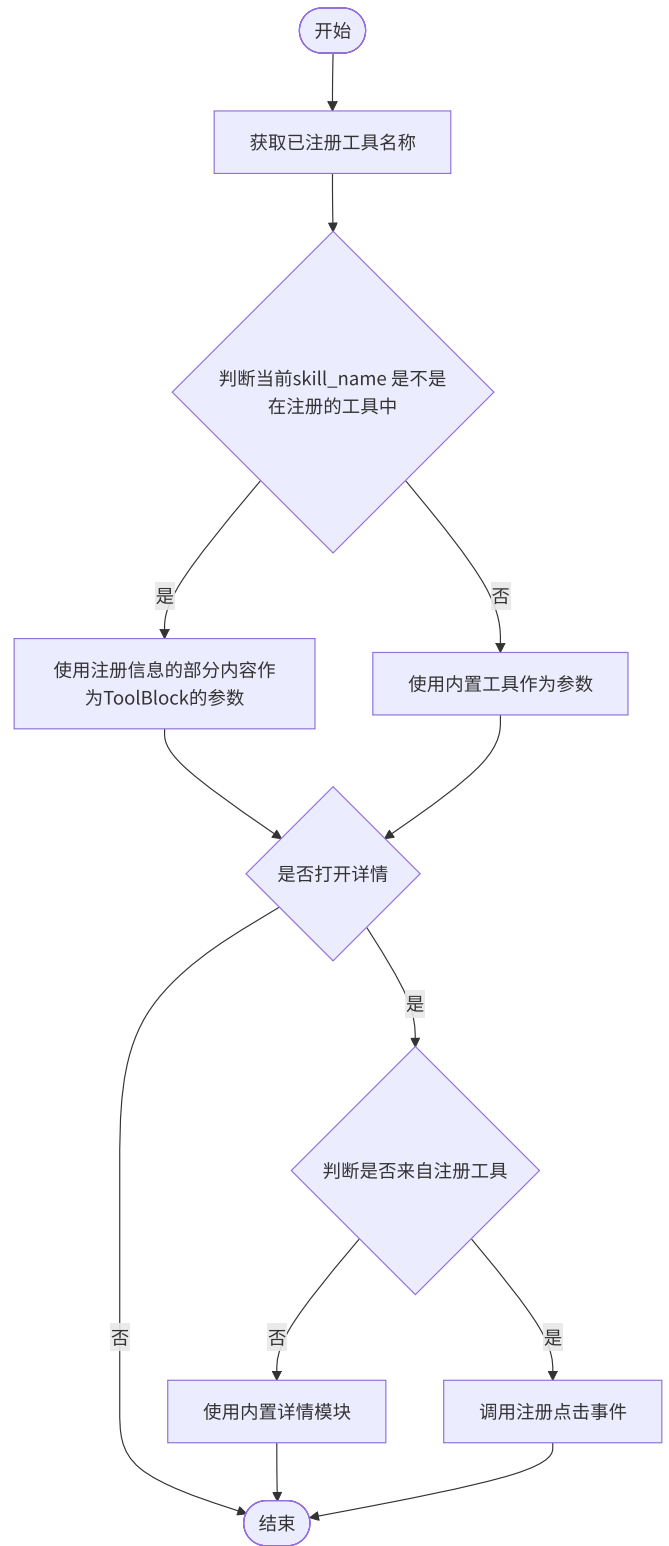 开始
获取已注册工具名称
判断当前skill_name 是不是
在注册的工具中
是
否
使用注册信息的部分内容作
为ToolBlock的参数
使用内置工具作为参数
是否打开详情
是
判断是否来自注册工具
否
否
是
使用内置详情模块
调用注册点击事件
结束